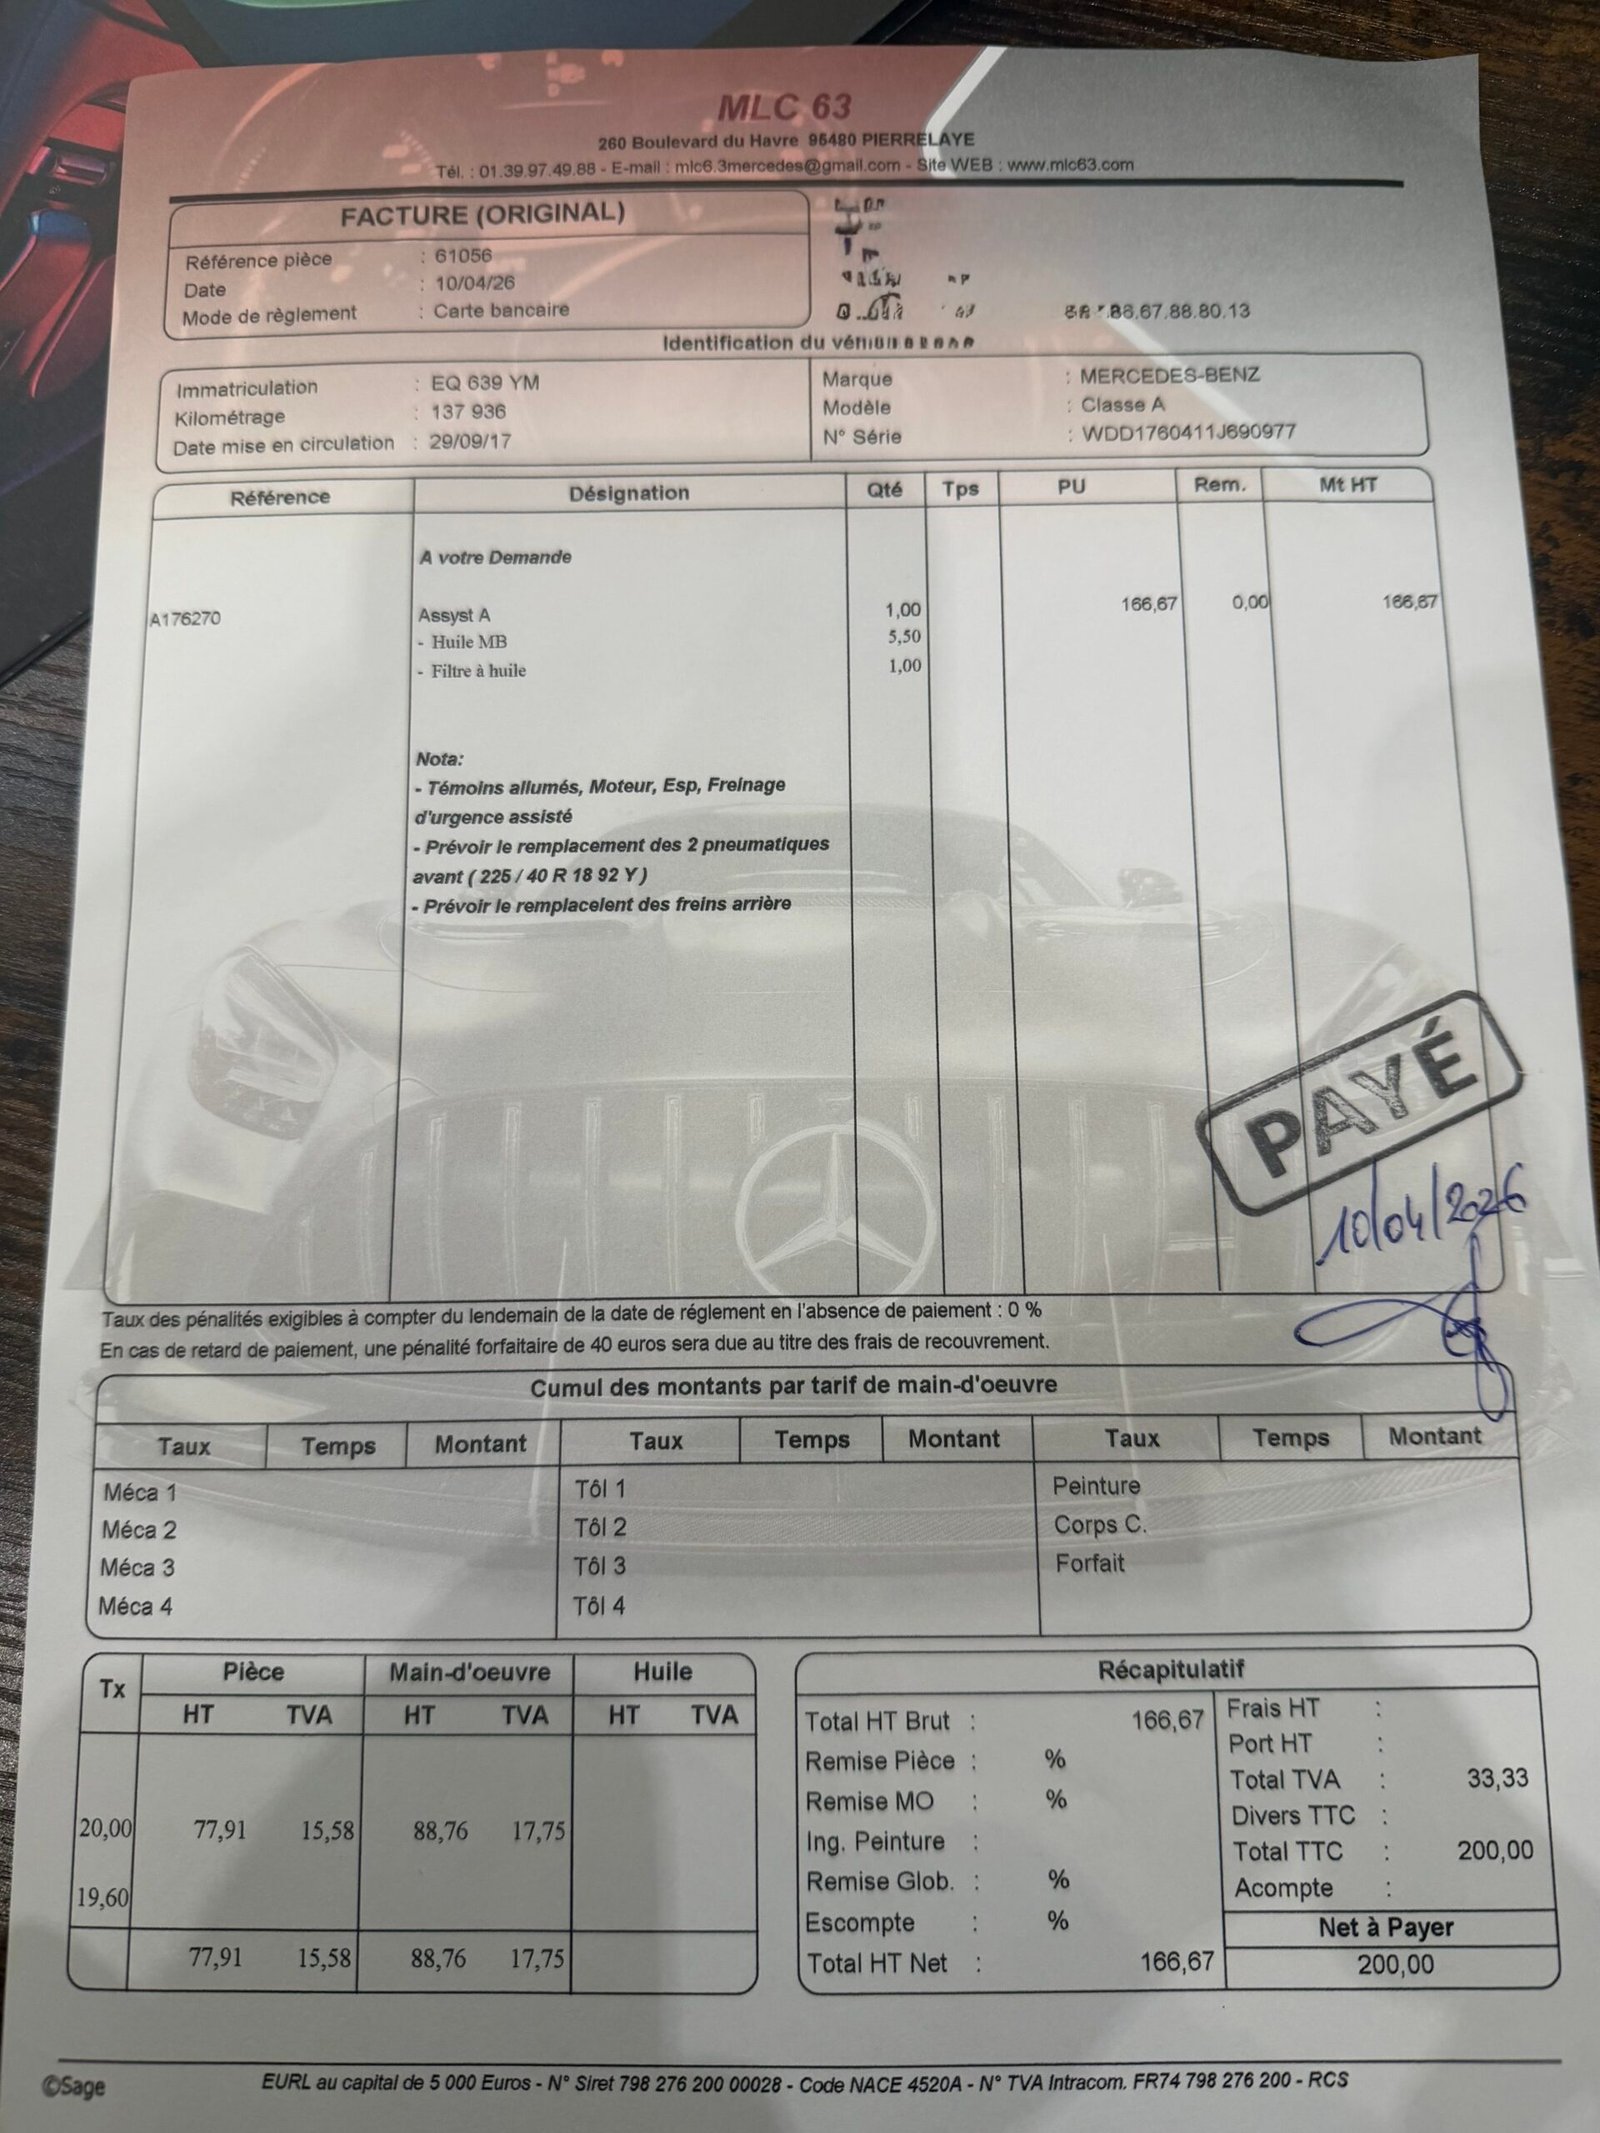 MLC 63
260 Boulevard du Havre 95480 PIERRELAYE
Tél. : 01.39.97.49.88 - E-mail : mlc6.3mercedes@gmail.com - Site WEB : www.mlc63.com
FACTURE (ORIGINAL)
Référence pièce : 61056
Date : 10/04/26
Mode de règlement : Carte bancaire
.67.88.80.13
Identification du
Immatriculation : EQ 639 YM
Kilométrage : 137 936
Date mise en circulation : 29/09/17
Marque : MERCEDES-BENZ
Modèle : Classe A
N° Série : WDD1760411J690977
Référence Désignation Qté Tps PU Rem. Mt HT
A votre Demande
A176270 Assyst A 1,00 166,67 0,00 166,67
- Huile MB 5,50
- Filtre à huile 1,00
Nota:
- Témoins allumés, Moteur, Esp, Freinage
d'urgence assisté
- Prévoir le remplacement des 2 pneumatiques
avant ( 225 / 40 R 18 92 Y )
- Prévoir le remplacelent des freins arrière
PAYÉ
10/04/2026
Taux des pénalités exigibles à compter du lendemain de la date de réglement en l'absence de paiement : 0 %
En cas de retard de paiement, une pénalité forfaitaire de 40 euros sera due au titre des frais de recouvrement.
Cumul des montants par tarif de main-d'oeuvre
Taux Temps Montant Taux Temps Montant Taux Temps Montant
Méca 1 Tôl 1 Peinture
Méca 2 Tôl 2 Corps C.
Méca 3 Tôl 3 Forfait
Méca 4 Tôl 4
Tx Pièce Main-d'oeuvre Huile
HT TVA HT TVA HT TVA
20,00 77,91 15,58 88,76 17,75
19,60
77,91 15,58 88,76 17,75
Récapitulatif
Total HT Brut : 166,67
Remise Pièce : %
Remise MO : %
Ing. Peinture :
Remise Glob. : %
Escompte : %
Total HT Net : 166,67
Frais HT :
Port HT :
Total TVA : 33,33
Divers TTC :
Total TTC : 200,00
Acompte :
Net à Payer
200,00
©Sage
EURL au capital de 5 000 Euros - N° Siret 798 276 200 00028 - Code NACE 4520A - N° TVA Intracom. FR74 798 276 200 - RCS